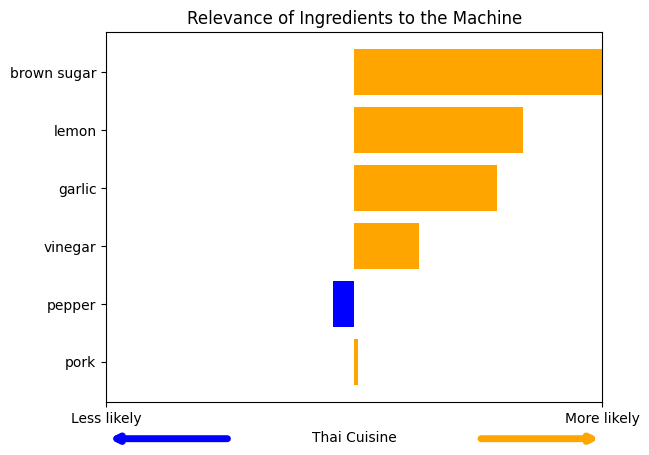 Relevance of Ingredients to the Machine
brown sugar
lemon
garlic
vinegar
pepper
pork
Less likely
More likely
Thai Cuisine